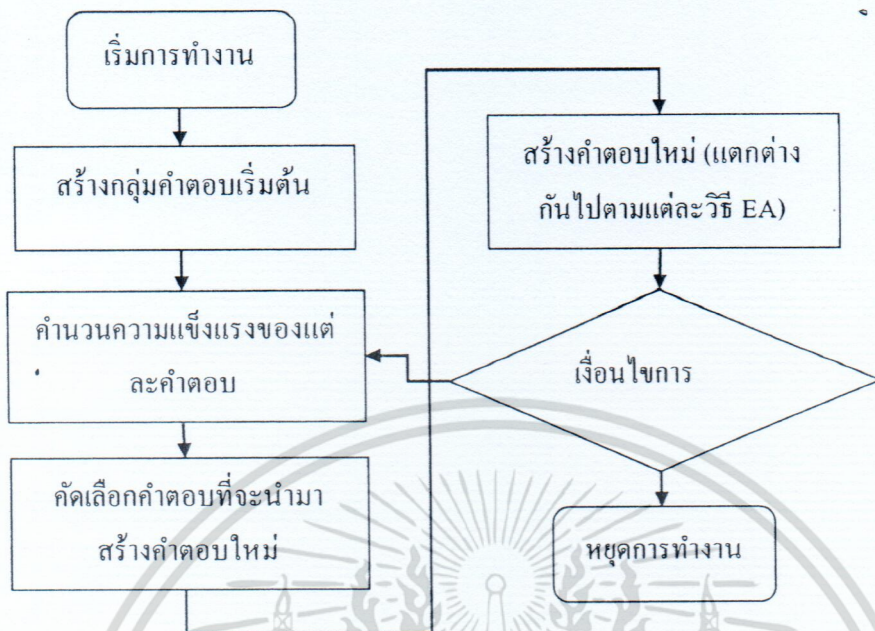 เริ่มการทำงาน
สร้างกลุ่มคำตอบเริ่มต้น
คำนวนความแข็งแรงของแต่
ละคำตอบ
คัดเลือกคำตอบที่จะนำมา
สร้างคำตอบใหม่
สร้างคำตอบใหม่ (แตกต่าง
กันไปตามแต่ละวิธี EA)
เงื่อนไขการ
หยุดการทำงาน